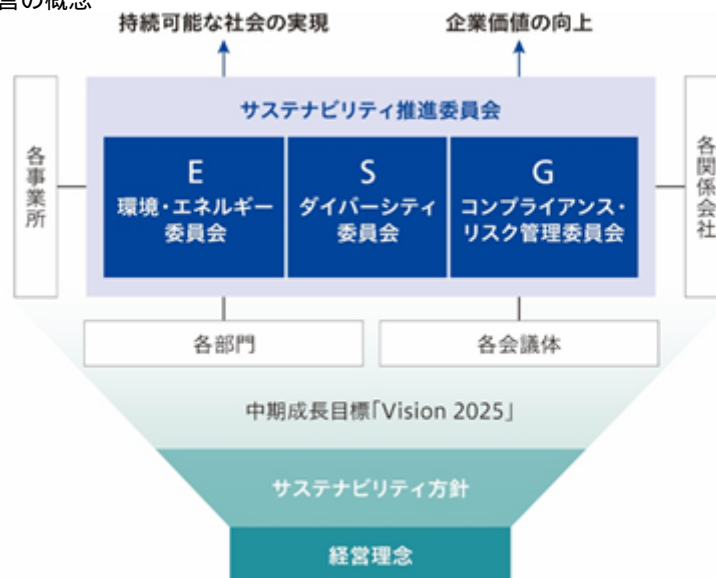 営の概念
持続可能な社会の実現
企業価値の向上
サステナビリティ推進委員会
各事業所
E
環境・エネルギー
委員会
S
ダイバーシティ
委員会
G
コンプライアンス・
リスク管理委員会
各関係会社
各部門
各会議体
中期成長目標「Vision 2025」
サステナビリティ方針
経営理念